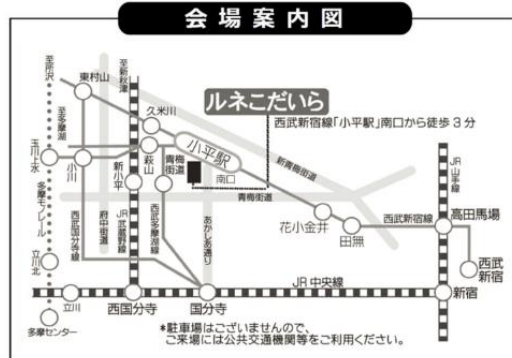 会場案内図
至所沢
至新秋津
東村山
久米川
ルネこだいら
西武新宿線「小平駅」南口から徒歩3分
至多摩湖
小平駅
新青梅街道
JR山手線
玉川上水
小川
萩山
青梅街道
南口
青梅街道
新小平
多摩モノレール
西武国分寺線
府中街道
JR武蔵野線
西武多摩湖線
あかしあ通り
花小金井
田無
西武新宿線
高田馬場
西武新宿
立川北
JR中央線
立川
西国分寺
国分寺
新宿
多摩センター
*駐車場はございませんので、
ご来場には公共交通機関等をご利用ください。